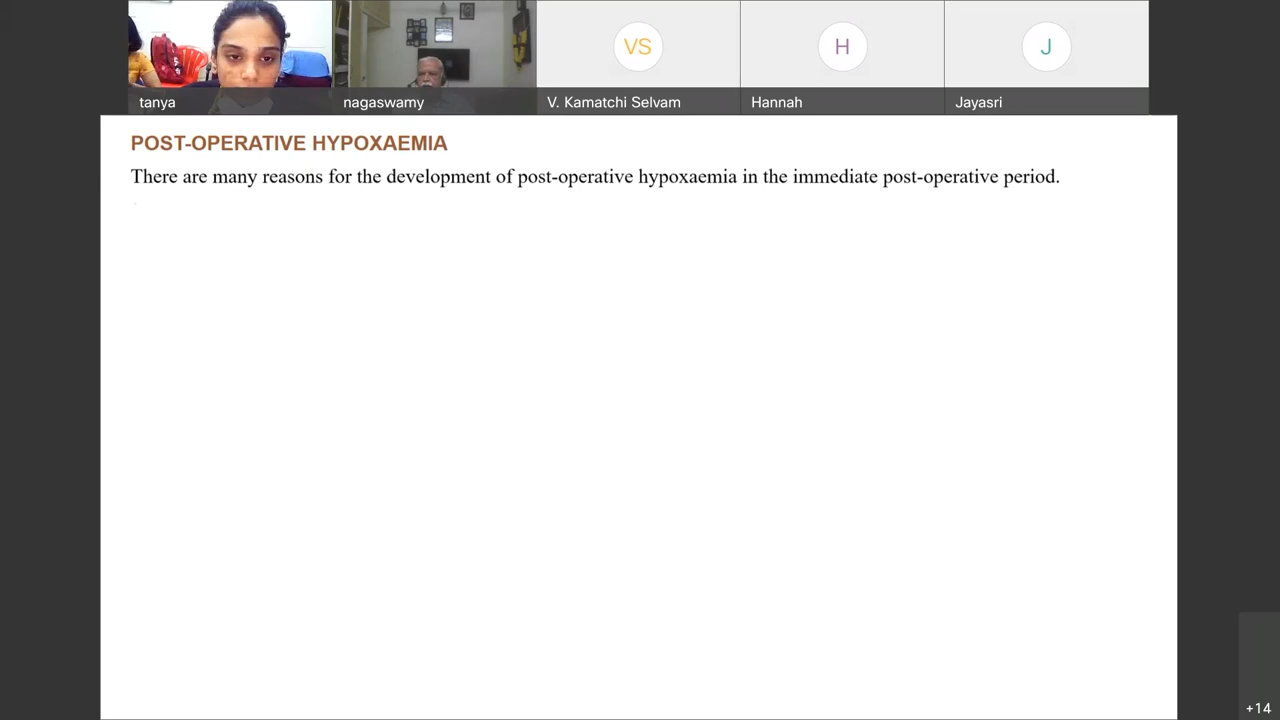 VS
H
J
tanya
nagaswamy
V. Kamatchi Selvam
Hannah
Jayasri
POST-OPERATIVE HYPOXAEMIA
There are many reasons for the development of post-operative hypoxaemia in the immediate post-operative period.
+14